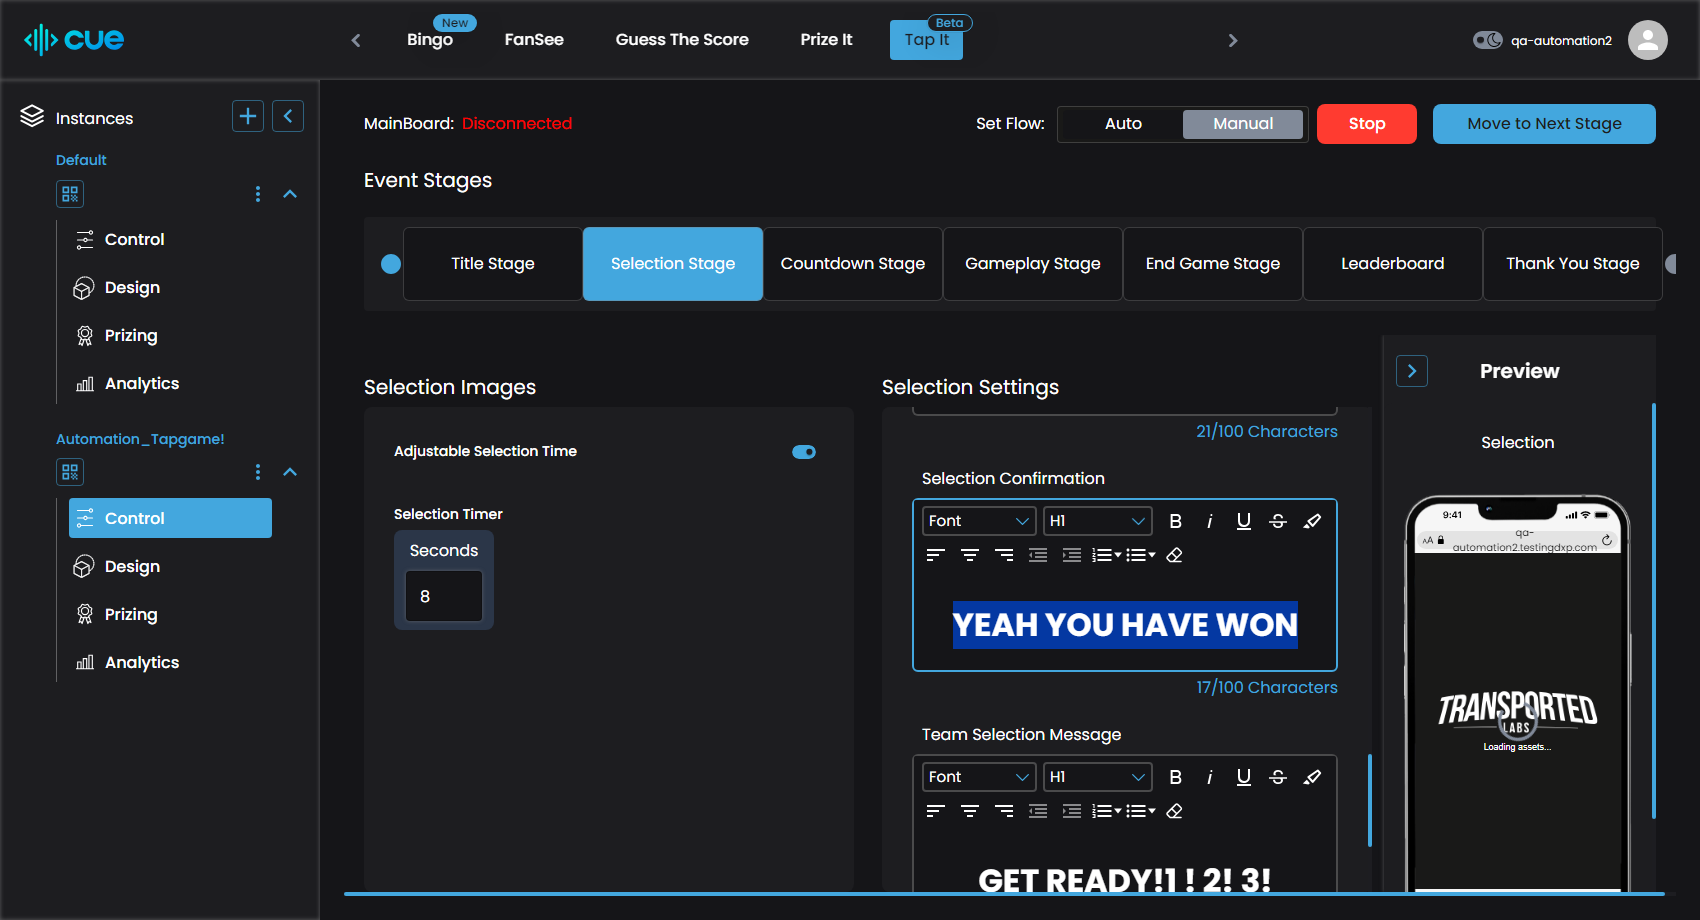 cue
Bingo
New
FanSee
Guess The Score
Prize It
Tap It
Beta
qa-automation2
Instances
Default
Control
Design
Prizing
Analytics
Automation_Tapgame!
Control
Design
Prizing
Analytics
MainBoard: Disconnected
Set Flow:
Auto
Manual
Stop
Move to Next Stage
Event Stages
Title Stage
Selection Stage
Countdown Stage
Gameplay Stage
End Game Stage
Leaderboard
Thank You Stage
Selection Images
Adjustable Selection Time
Selection Timer
Seconds
8
Selection Settings
21/100 Characters
Selection Confirmation
Font
H1
B i U S
YEAH YOU HAVE WON
17/100 Characters
Team Selection Message
Font
H1
B i U S
GET READY!1 ! 2! 3!
Preview
Selection
9:41
AA
qa-
automation2.testingdxp.com
TRANSPORTED
LABS
Loading assets...